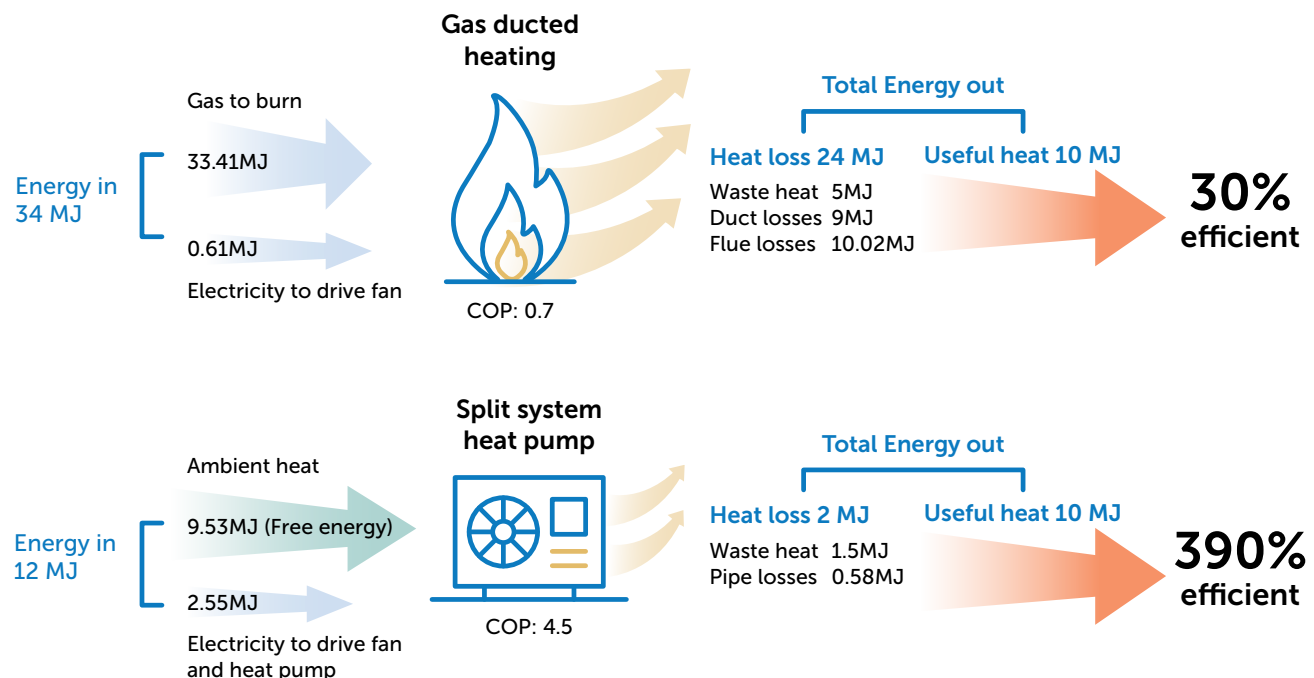 Gas ducted
heating
Energy in
34 MJ
Gas to burn
33.41MJ
0.61MJ
Electricity to drive fan
COP: 0.7
Total Energy out
Heat loss 24 MJ
Waste heat 5MJ
Duct losses 9MJ
Flue losses 10.02MJ
Useful heat 10 MJ
30%
efficient
Split system
heat pump
Energy in
12 MJ
Ambient heat
9.53MJ (Free energy)
2.55MJ
Electricity to drive fan
and heat pump
COP: 4.5
Total Energy out
Heat loss 2 MJ
Waste heat 1.5MJ
Pipe losses 0.58MJ
Useful heat 10 MJ
390%
efficient